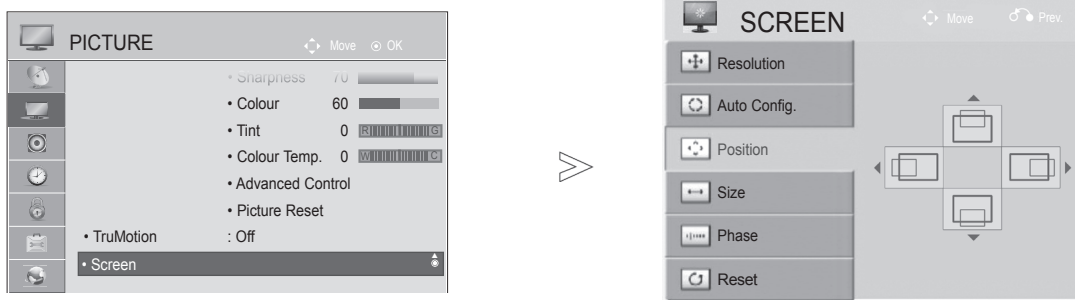 PICTURE Move OK
• Sharpness 70
• Colour 60
• Tint 0 R G
• Colour Temp. 0 W C
• Advanced Control
• Picture Reset
• TruMotion : Off
• Screen
SCREEN Move Prev.
Resolution
Auto Config.
Position
Size
Phase
Reset